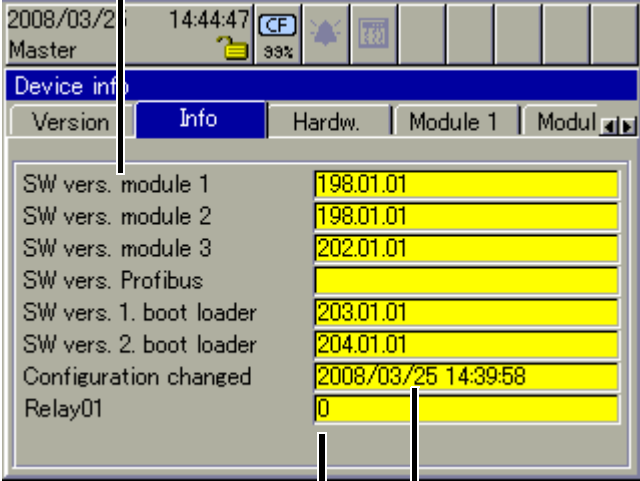 2008/03/25 14:44:47 CF
Master 99%
Device info
Version Info Hardw. Module 1 Modul
SW vers. module 1 198.01.01
SW vers. module 2 198.01.01
SW vers. module 3 202.01.01
SW vers. Profibus
SW vers. 1. boot loader 203.01.01
SW vers. 2. boot loader 204.01.01
Configuration changed 2008/03/25 14:39:58
Relay01 0